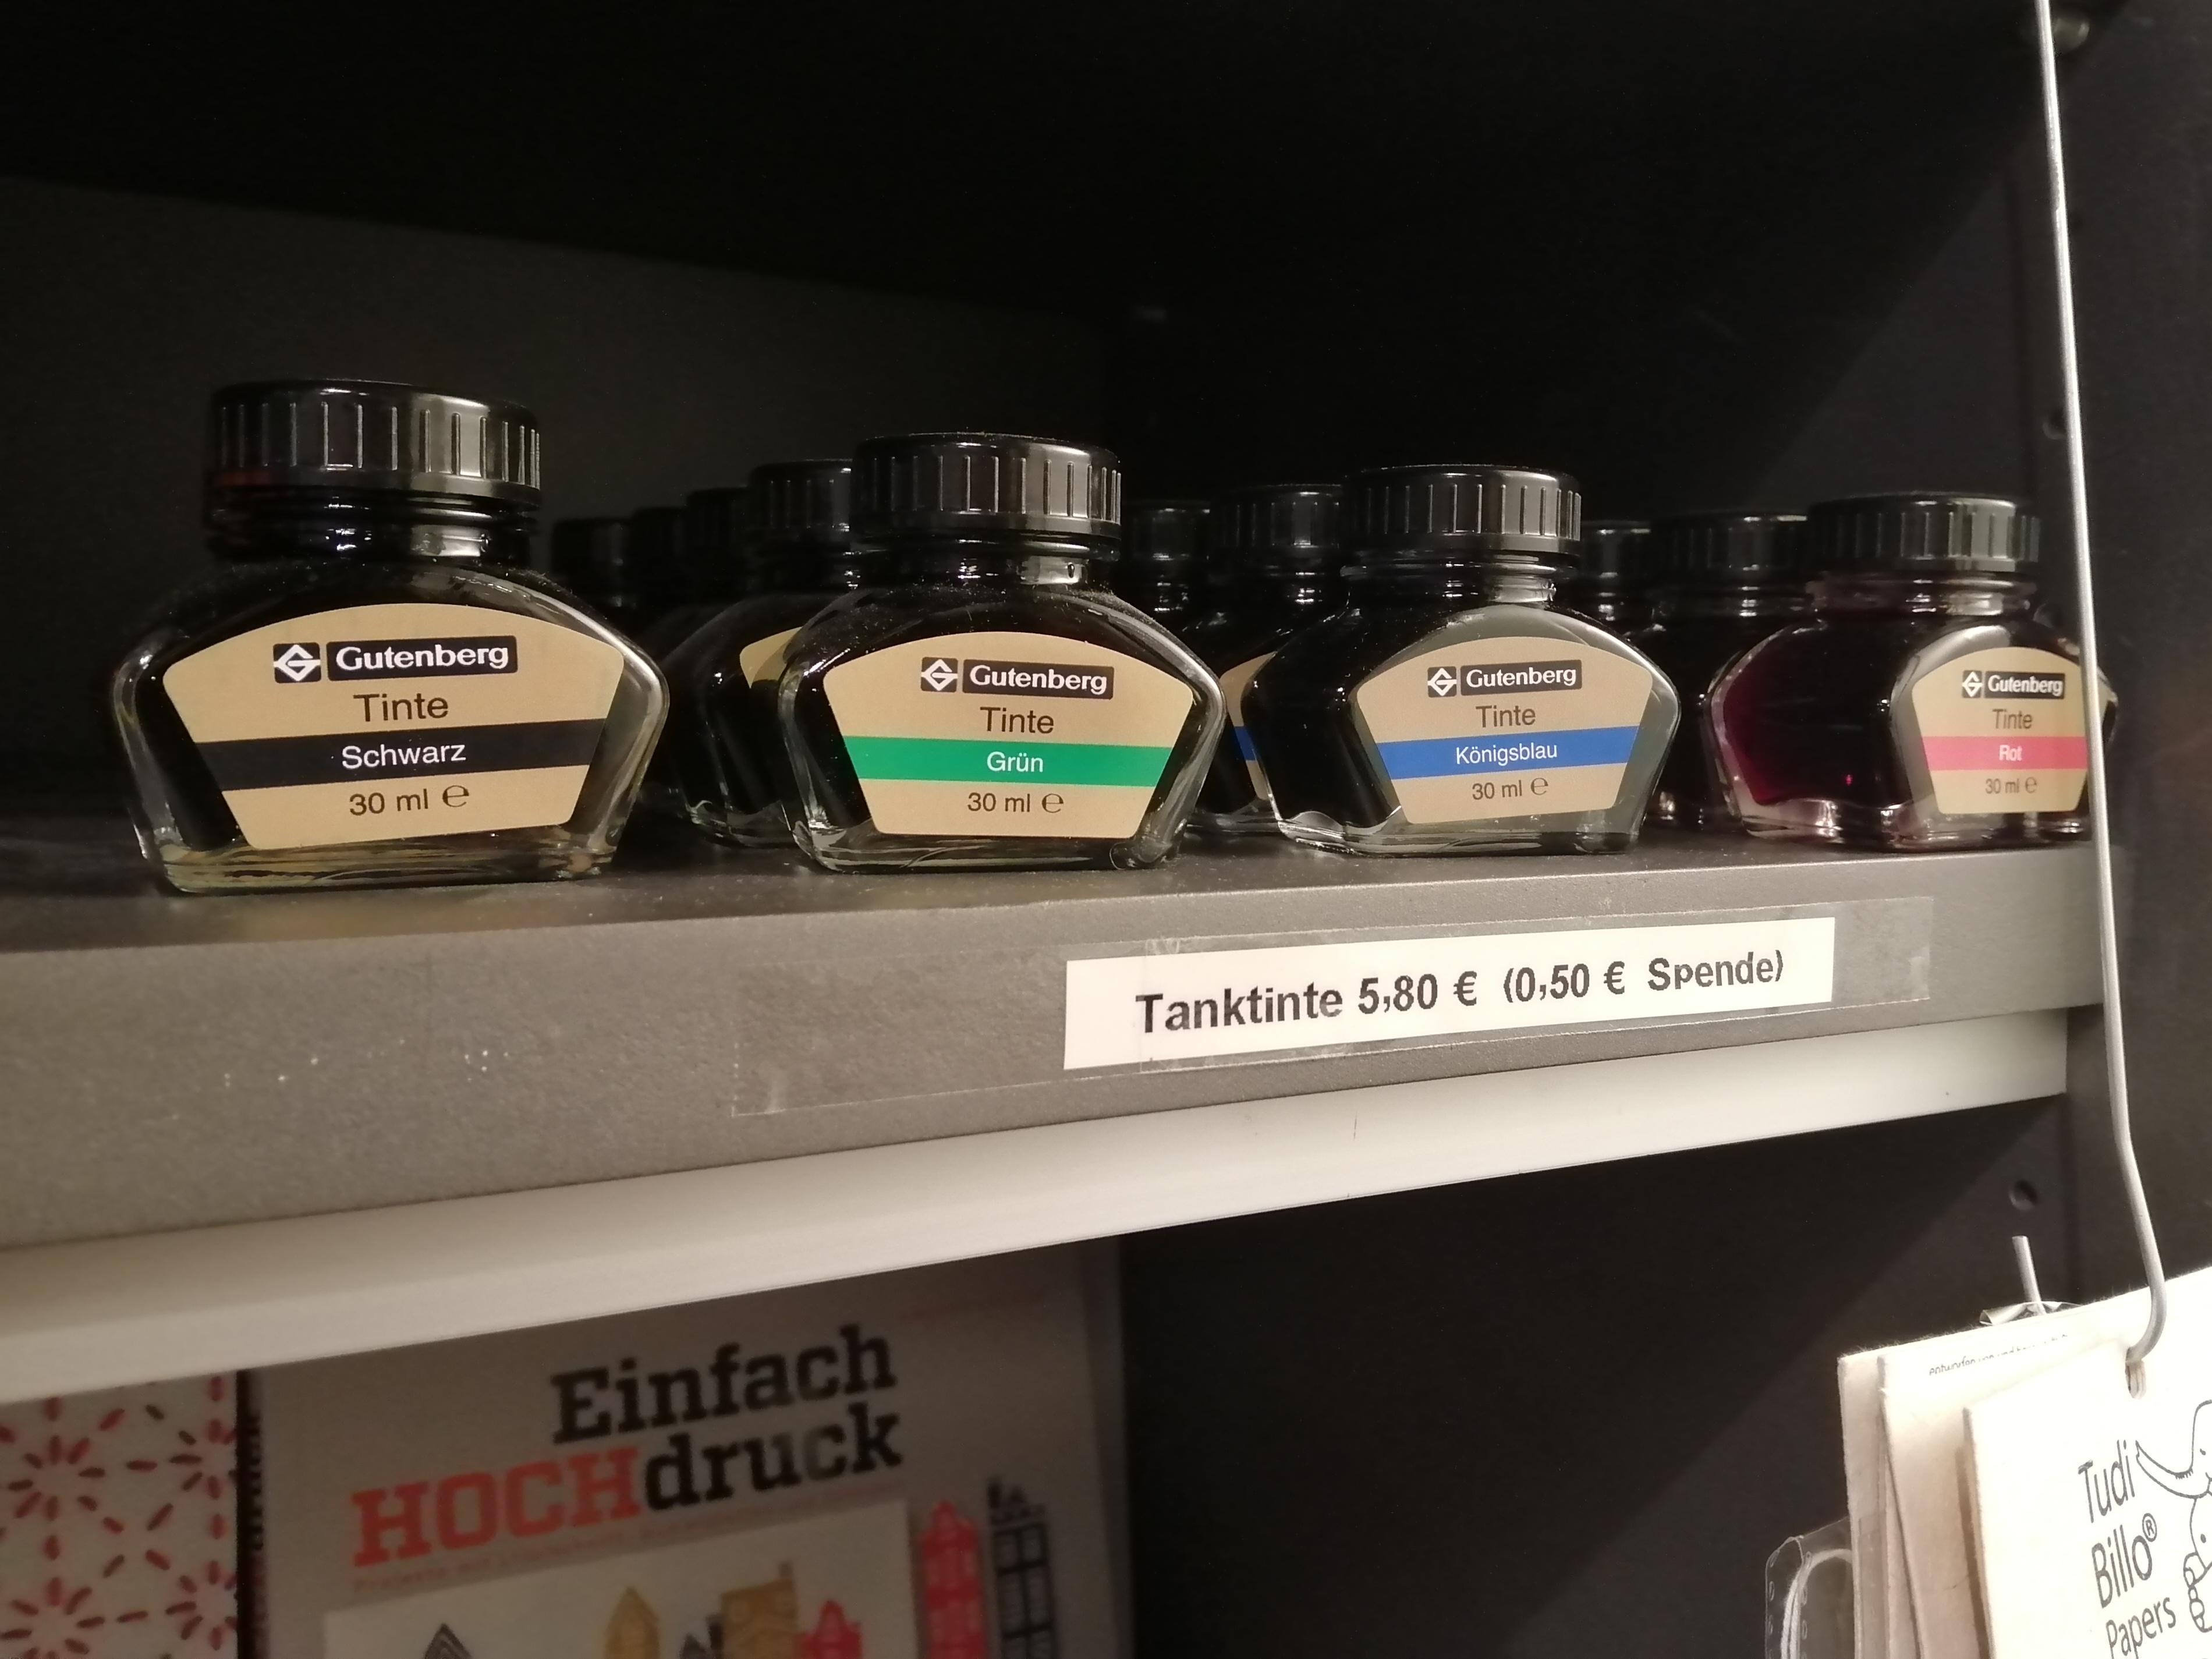 Gutenberg
Tinte
Schwarz
30 ml ℮
Gutenberg
Tinte
Grün
30 ml ℮
Gutenberg
Tinte
Königsblau
30 ml ℮
Gutenberg
Tinte
Rot
30 ml ℮
Tanktinte 5,80 € (0,50 € Spende)
Einfach
HOCHdruck
Tudi
Billo®
Papers